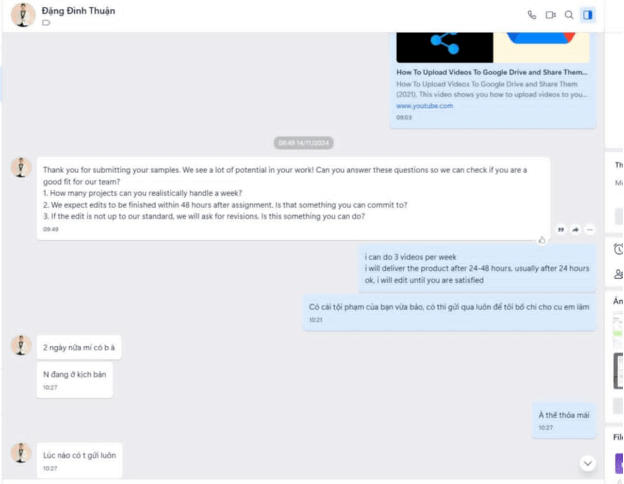 Đặng Đình Thuận
How To Upload Videos To Google Drive and Share Them...
How To Upload Videos To Google Drive and Share Them
(2021). This video shows you how to upload videos to you...
www.youtube.com
09:03
09:49 14/11/2024
Thank you for submitting your samples. We see a lot of potential in your work! Can you answer these questions so we can check if you are a
good fit for our team?
1. How many projects can you realistically handle a week?
2. We expect edits to be finished within 48 hours after assignment. Is that something you can commit to?
3. If the edit is not up to our standard, we will ask for revisions. Is this something you can do?
09:49
i can do 3 videos per week
i will deliver the product after 24-48 hours, usually after 24 hours
ok, i will edit until you are satisfied
Có cái tội phạm của bạn vừa bảo, có thì gửi qua luôn để tôi bố chí cho cu em làm
10:21
2 ngày nữa mí có b à
N đang ở kịch bản
10:27
À thế thỏa mái
10:27
Lúc nào có t gửi luôn
10:27
Th
Ản
File